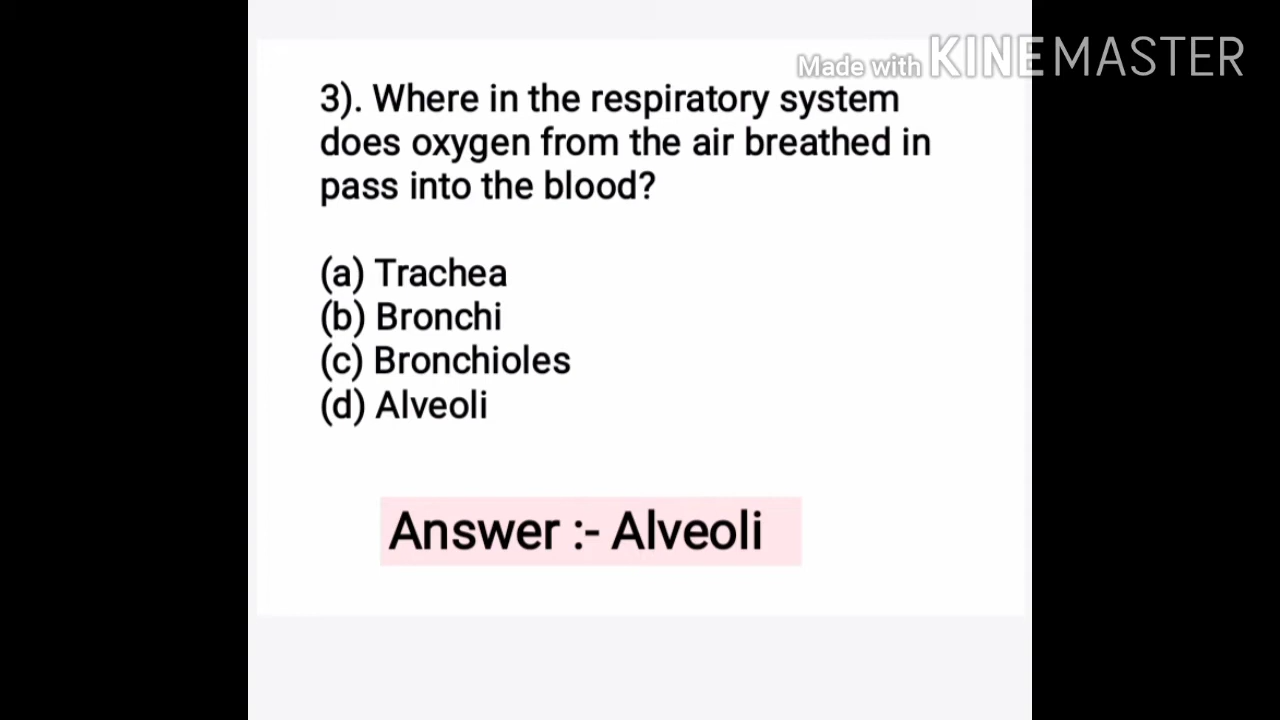 Made with KINEMASTER
3). Where in the respiratory system
does oxygen from the air breathed in
pass into the blood?
(a) Trachea
(b) Bronchi
(c) Bronchioles
(d) Alveoli
Answer :- Alveoli